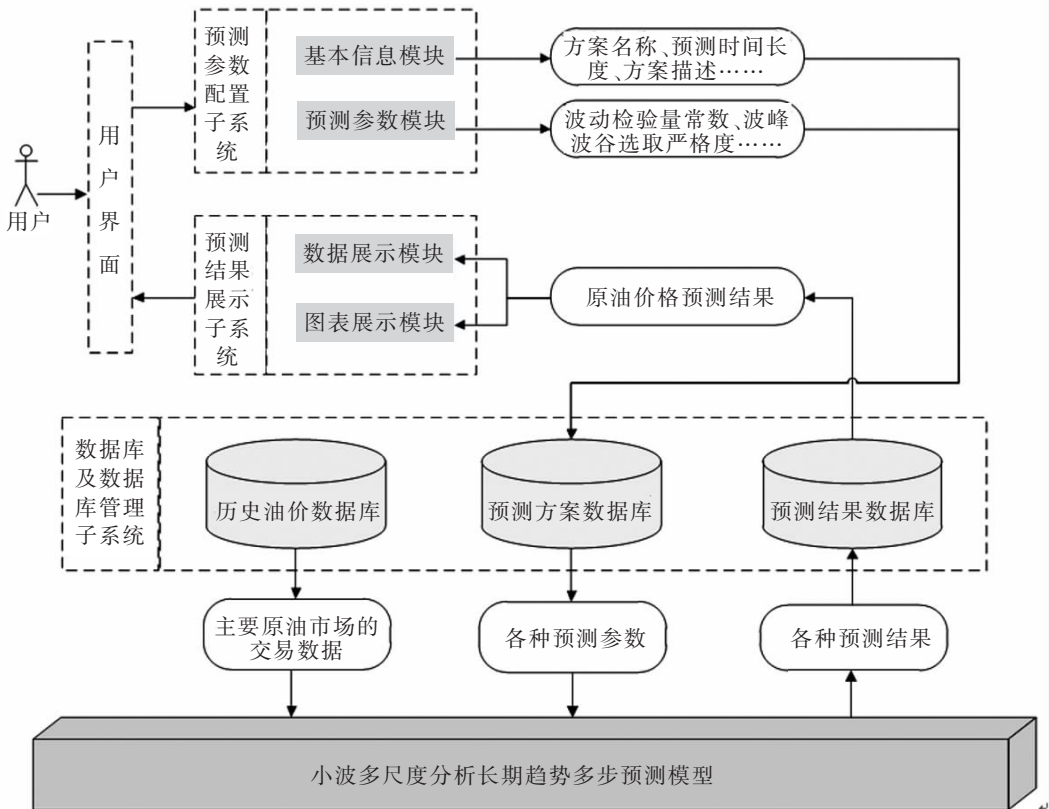 预测
参数
配置
子系
统
基本信息模块
预测参数模块
方案名称、预测时间长
度、方案描述……
波动检验量常数、波峰
波谷选取严格度……
用户
用
户
界
面
预测
结果
展示
子系
统
数据展示模块
图表展示模块
原油价格预测结果
数据库
及数据
库管理
子系统
历史油价数据库
预测方案数据库
预测结果数据库
主要原油市场的
交易数据
各种预测参数
各种预测结果
小波多尺度分析长期趋势多步预测模型